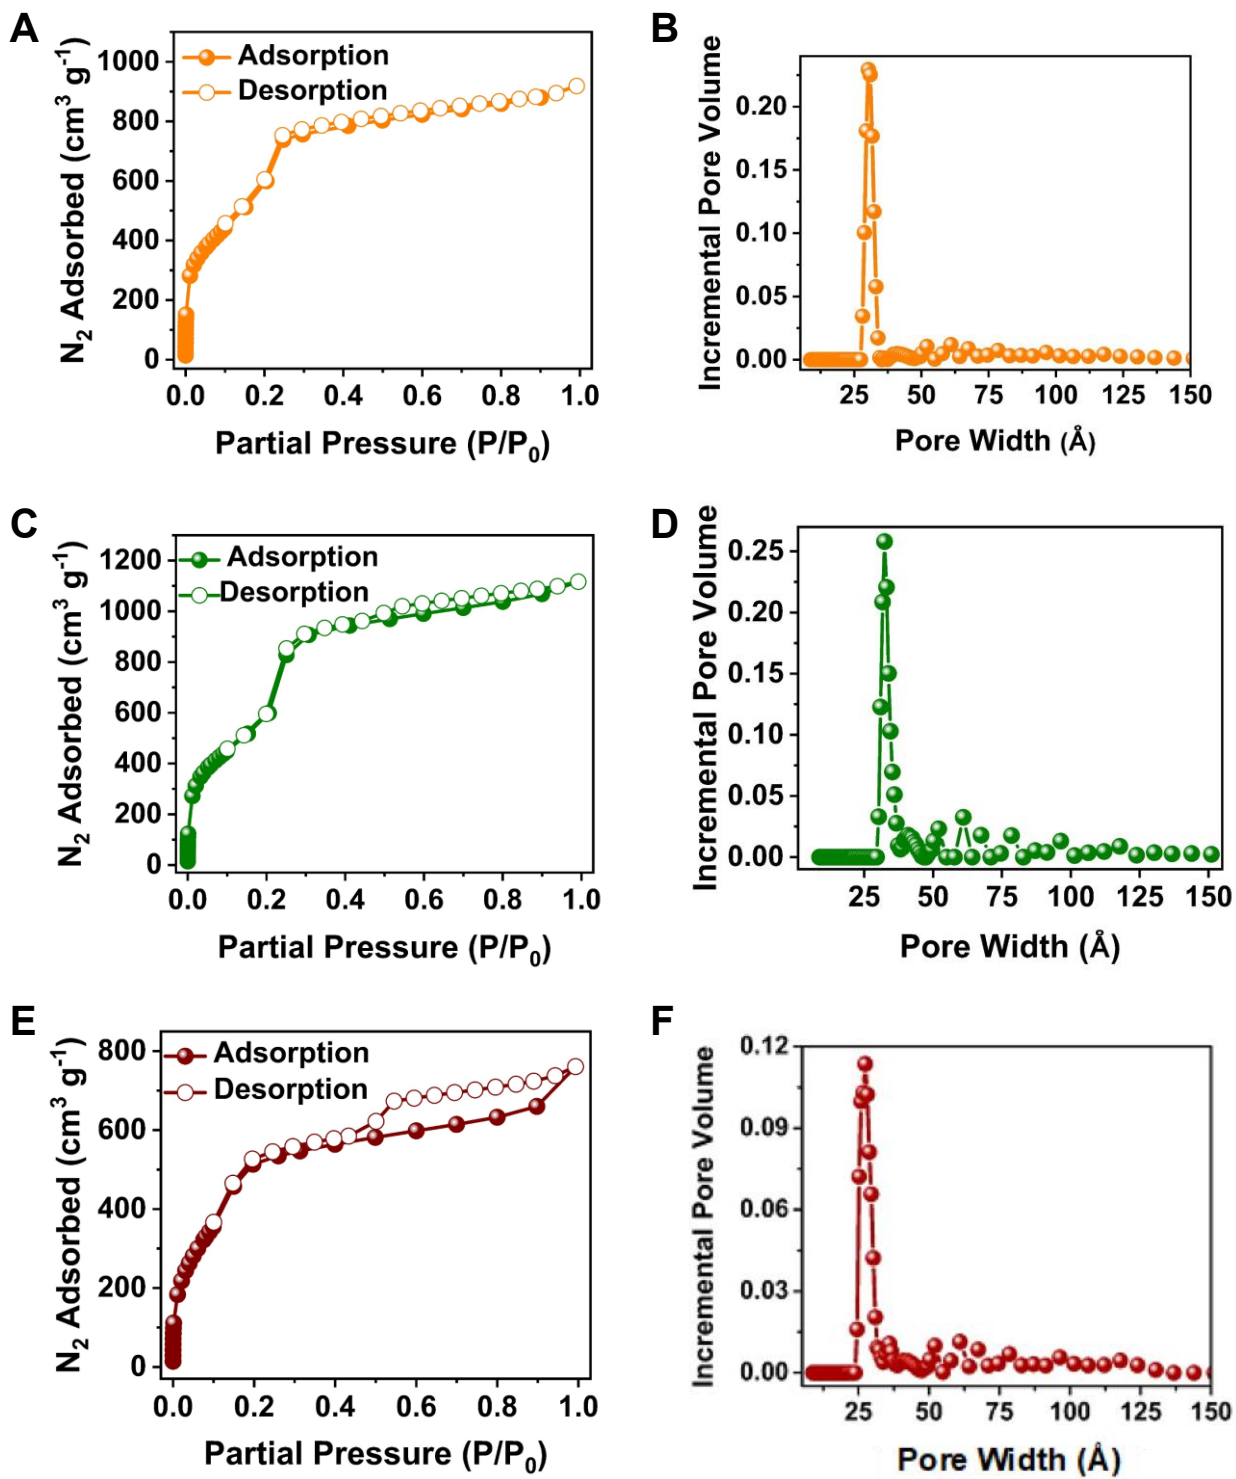 A
N2 Adsorbed (cm3 g-1)
1000
800
600
400
200
0
Adsorption
Desorption
0.0 0.2 0.4 0.6 0.8 1.0
Partial Pressure (P/P0)
B
Incremental Pore Volume
0.20
0.15
0.10
0.05
0.00
25 50 75 100 125 150
Pore Width (Å)
C
N2 Adsorbed (cm3 g-1)
1200
1000
800
600
400
200
0
Adsorption
Desorption
0.0 0.2 0.4 0.6 0.8 1.0
Partial Pressure (P/P0)
D
Incremental Pore Volume
0.25
0.20
0.15
0.10
0.05
0.00
25 50 75 100 125 150
Pore Width (Å)
E
N2 Adsorbed (cm3 g-1)
800
600
400
200
0
Adsorption
Desorption
0.0 0.2 0.4 0.6 0.8 1.0
Partial Pressure (P/P0)
F
Incremental Pore Volume
0.12
0.09
0.06
0.03
0.00
25 50 75 100 125 150
Pore Width (Å)